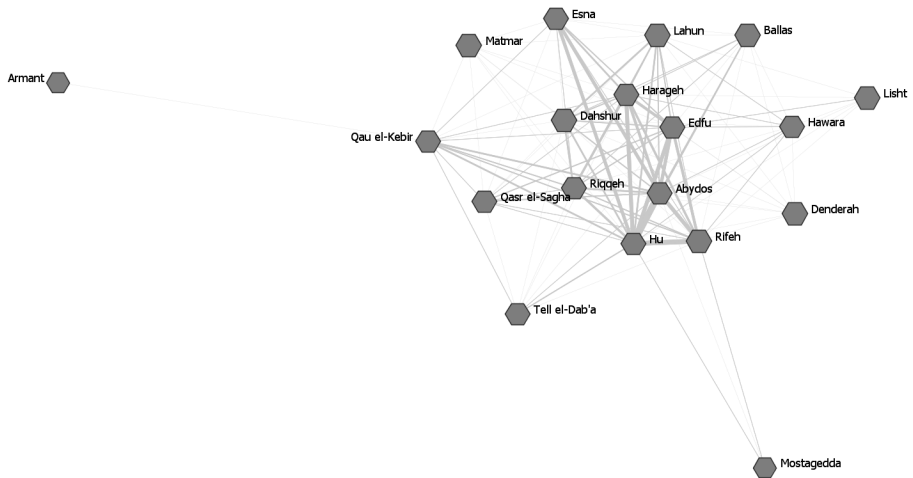 Esna
Lahun
Ballas
Matmar
Armant
Harageh
Lisht
Dahshur
Edfu
Hawara
Qau el-Kebir
Riqqeh
Abydos
Qasr el-Sagha
Denderah
Hu
Rifeh
Tell el-Dab'a
Mostagedda